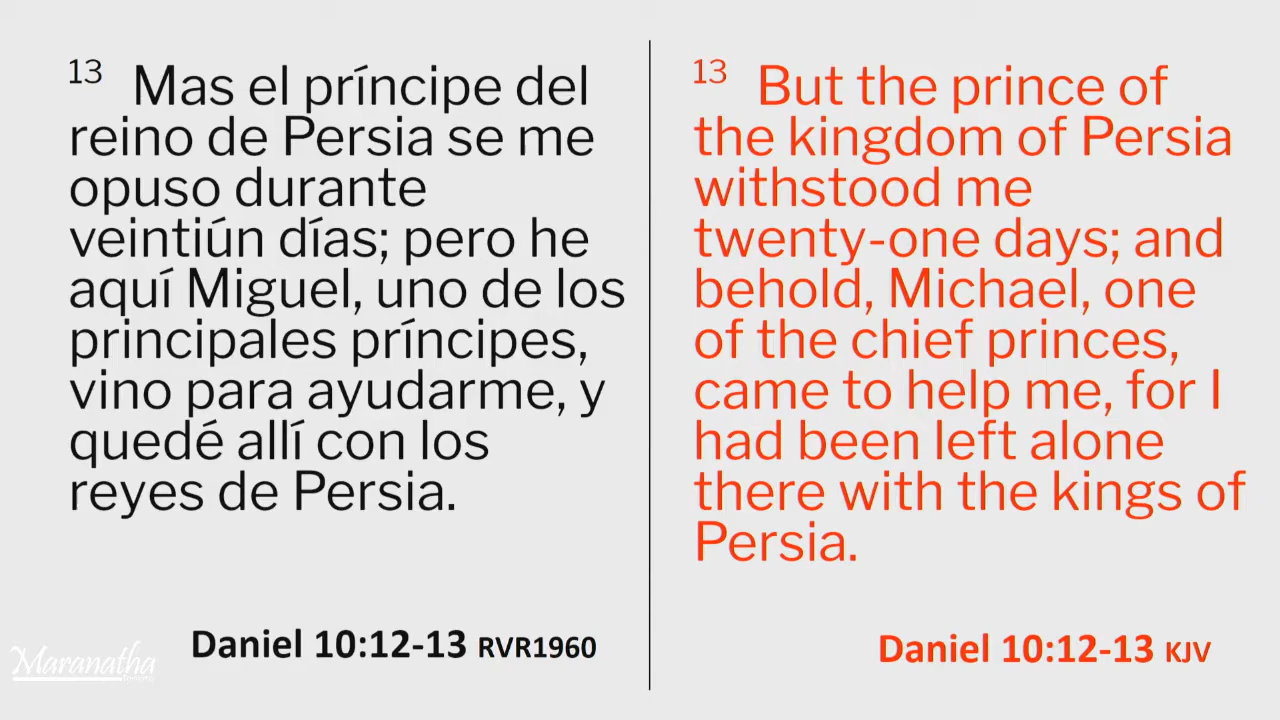 13 Mas el príncipe del
reino de Persia se me
opuso durante
veintiún días; pero he
aquí Miguel, uno de los
principales príncipes,
vino para ayudarme, y
quedé allí con los
reyes de Persia.
Daniel 10:12-13 RVR1960
13 But the prince of
the kingdom of Persia
withstood me
twenty-one days; and
behold, Michael, one
of the chief princes,
came to help me, for I
had been left alone
there with the kings of
Persia.
Daniel 10:12-13 KJV
Maranatha